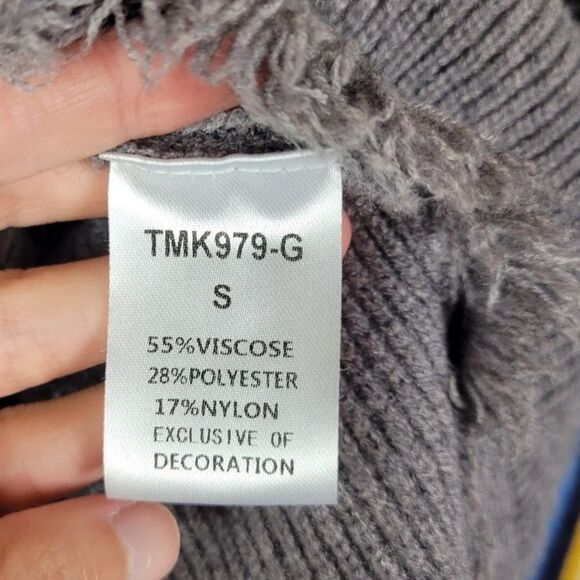 TMK979-G
S
55%VISCOSE
28%POLYESTER
17%NYLON
EXCLUSIVE OF
DECORATION